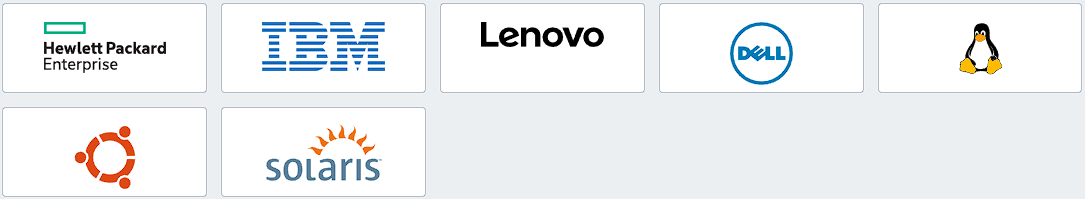 Hewlett Packard
Enterprise
IBM
Lenovo
DELL
solaris